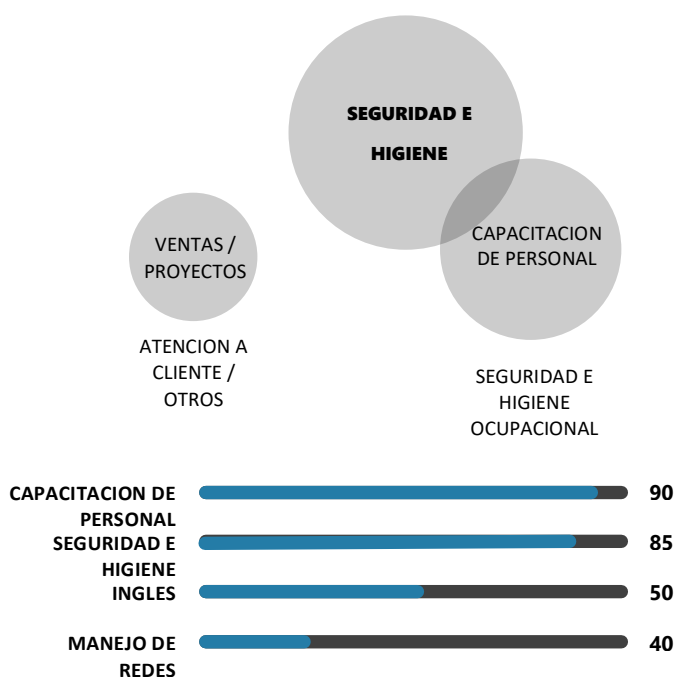 SEGURIDAD E
HIGIENE
CAPACITACION
DE PERSONAL
VENTAS /
PROYECTOS
ATENCION A
CLIENTE /
OTROS
SEGURIDAD E
HIGIENE
OCUPACIONAL
CAPACITACION DE
PERSONAL
90
SEGURIDAD E
HIGIENE
85
INGLES
50
MANEJO DE
REDES
40